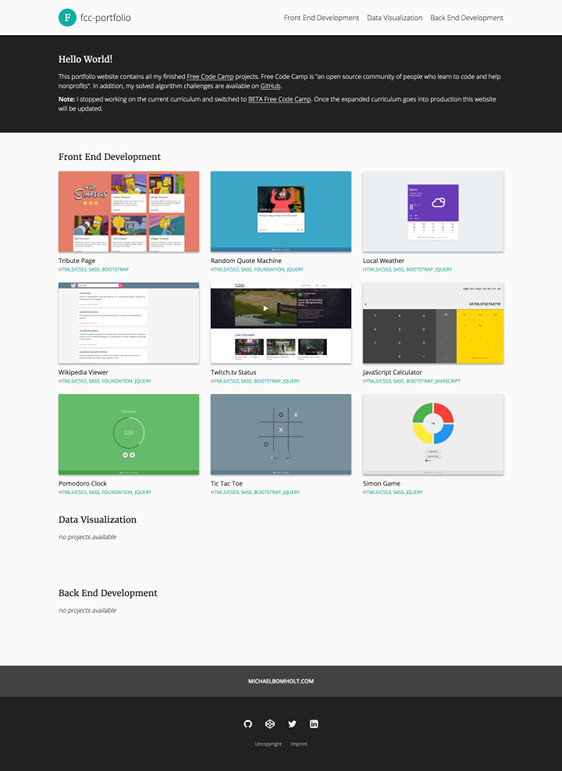 F fcc-portfolio
Front End Development Data Visualization Back End Development
Hello World!
This portfolio website contains all my finished Free Code Camp projects. Free Code Camp is "an open source community of people who learn to code and help
nonprofits". In addition, my solved algorithm challenges are available on GitHub.
Note: I stopped working on the current curriculum and switched to BETA Free Code Camp. Once the expanded curriculum goes into production this website
will be updated.
Front End Development
THE SIMPSONS
Tribute Page
HTML5/CSS3, SASS, BOOTSTRAP
Random Quote Machine
HTML5/CSS3, SASS, FOUNDATION, JQUERY
Local Weather
HTML5/CSS3, SASS, BOOTSTRAP, JQUERY
Wikipedia Viewer
HTML5/CSS3, SASS, FOUNDATION, JQUERY
Twitch.tv Status
HTML5/CSS3, SASS, BOOTSTRAP, JQUERY
JavaScript Calculator
HTML5/CSS3, SASS, BOOTSTRAP, JAVASCRIPT
Pomodoro Clock
HTML5/CSS3, SASS, FOUNDATION, JQUERY
Tic Tac Toe
HTML5/CSS3, SASS, BOOTSTRAP, JQUERY
Simon Game
HTML5/CSS3, SASS, BOOTSTRAP, JQUERY
Data Visualization
no projects available
Back End Development
no projects available
MICHAELBOMHOLT.COM
Uncopyright Imprint